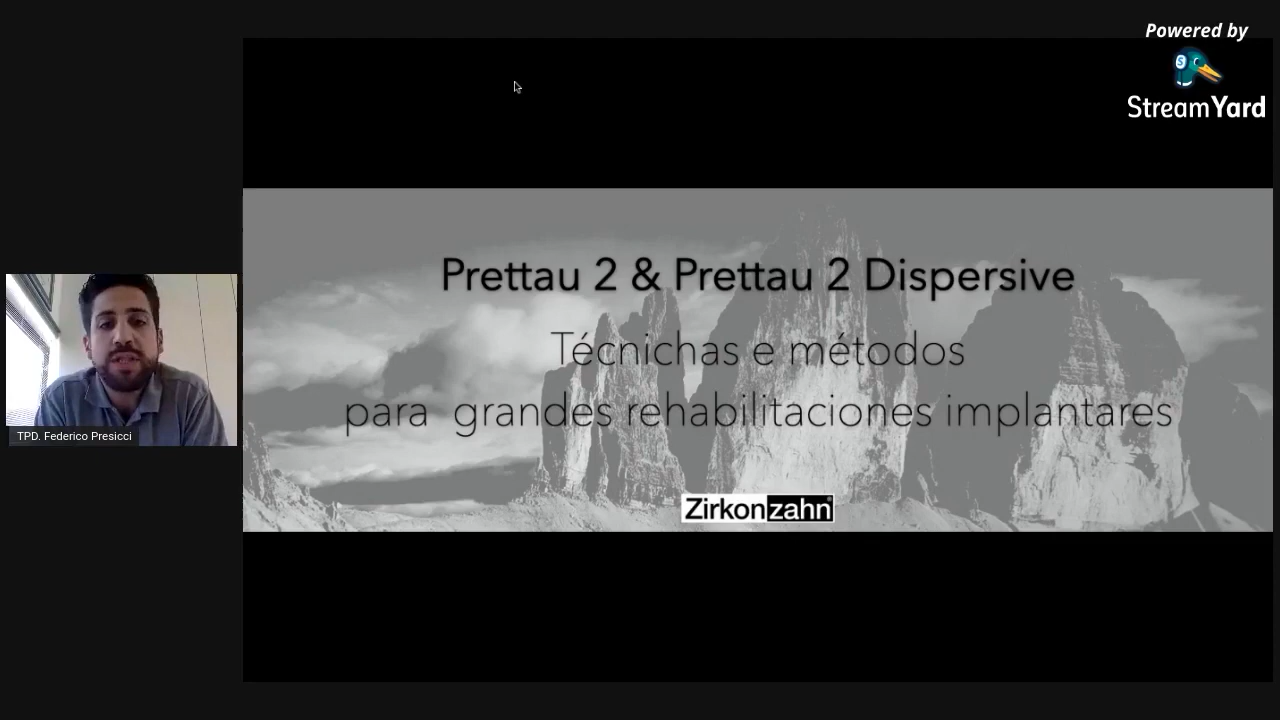 Powered by
StreamYard
Prettau 2 & Prettau 2 Dispersive
Técnichas e métodos
para grandes rehabilitaciones implantares
Zirkonzahn®
TPD. Federico Presicci